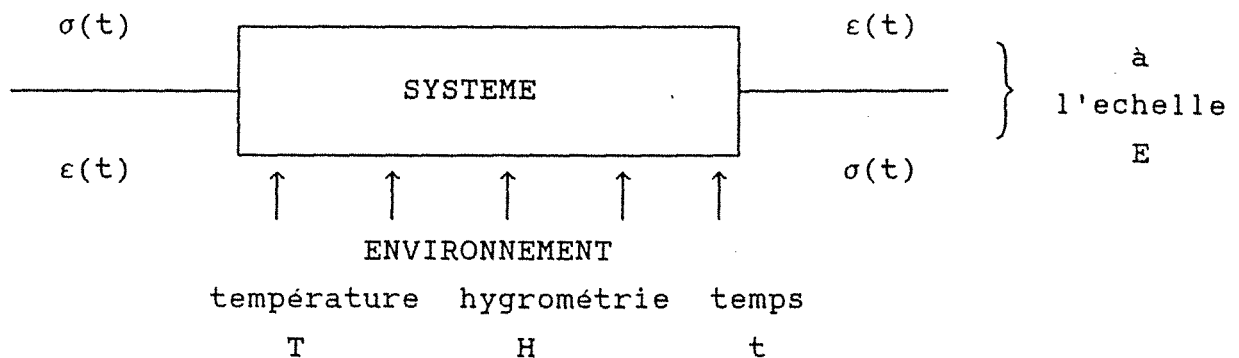 σ(t) ε(t)
SYSTEME
à
l'echelle
E
ε(t) σ(t)
ENVIRONNEMENT
température hygrométrie temps
T H t